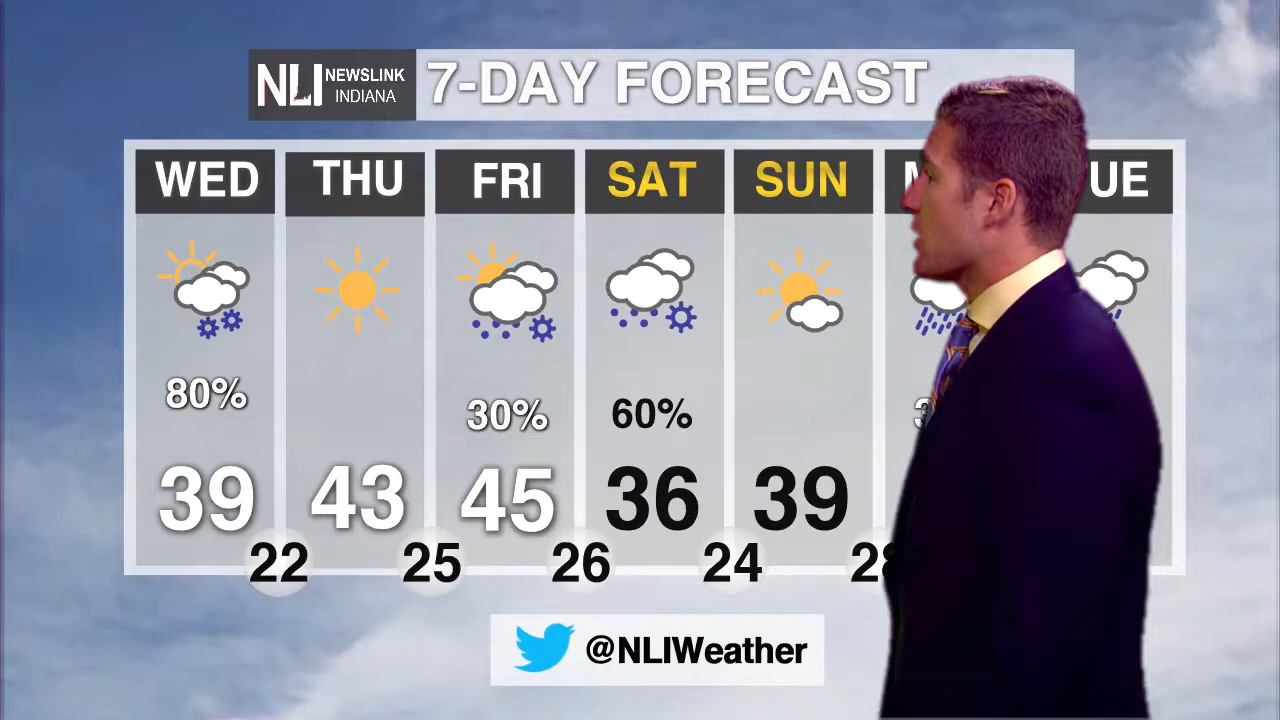 NLI NEWSLINK INDIANA
7-DAY FORECAST
WED THU FRI SAT SUN
80% 30% 60%
39 43 45 36 39
22 25 26 24
@NLIWeather